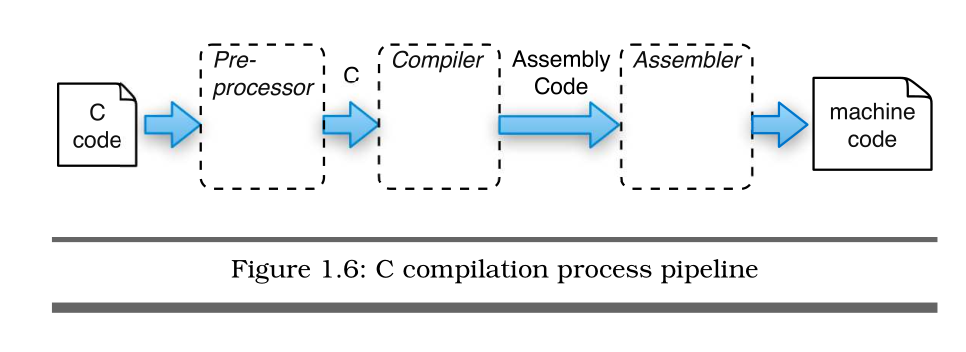 C
code
Pre-
processor
C
Compiler
Assembly
Code
Assembler
machine
code
Figure 1.6: C compilation process pipeline